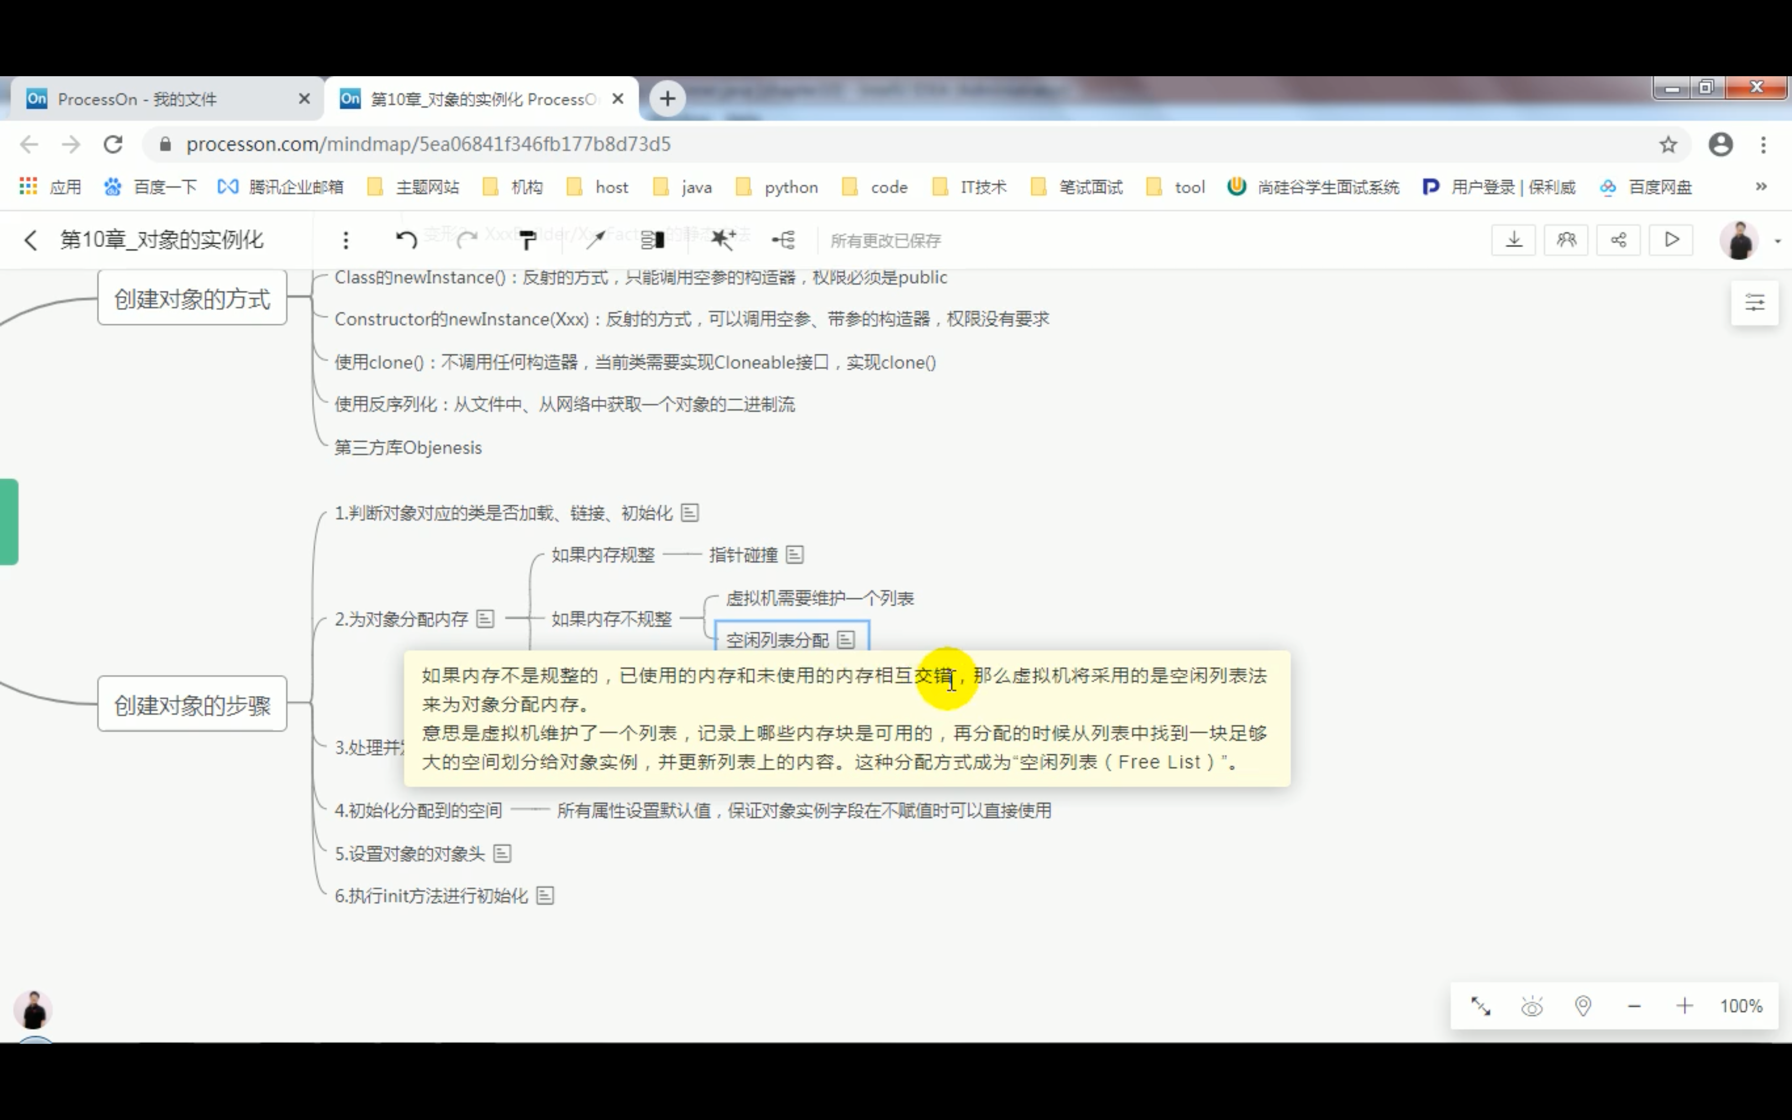 ProcessOn - 我的文件
第10章_对象的实例化 ProcessO
processon.com/mindmap/5ea06841f346fb177b8d73d5
应用 百度一下 腾讯企业邮箱 主题网站 机构 host java python code IT技术 笔试面试 tool 尚硅谷学生面试系统 用户登录 | 保利威 百度网盘 »
第10章_对象的实例化 所有更改已保存
创建对象的方式
Class的newInstance()：反射的方式，只能调用空参的构造器，权限必须是public
Constructor的newInstance(Xxx)：反射的方式，可以调用空参、带参的构造器，权限没有要求
使用clone()：不调用任何构造器，当前类需要实现Cloneable接口，实现clone()
使用反序列化：从文件中、从网络中获取一个对象的二进制流
第三方库Objenesis
创建对象的步骤
1.判断对象对应的类是否加载、链接、初始化
2.为对象分配内存
如果内存规整
指针碰撞
如果内存不规整
虚拟机需要维护一个列表
空闲列表分配
如果内存不是规整的，已使用的内存和未使用的内存相互交错，那么虚拟机将采用的是空闲列表法
来为对象分配内存。
意思是虚拟机维护了一个列表，记录上哪些内存块是可用的，再分配的时候从列表中找到一块足够
大的空间划分给对象实例，并更新列表上的内容。这种分配方式成为“空闲列表（Free List）”。
3.处理并
4.初始化分配到的空间
所有属性设置默认值，保证对象实例字段在不赋值时可以直接使用
5.设置对象的对象头
6.执行init方法进行初始化
100%